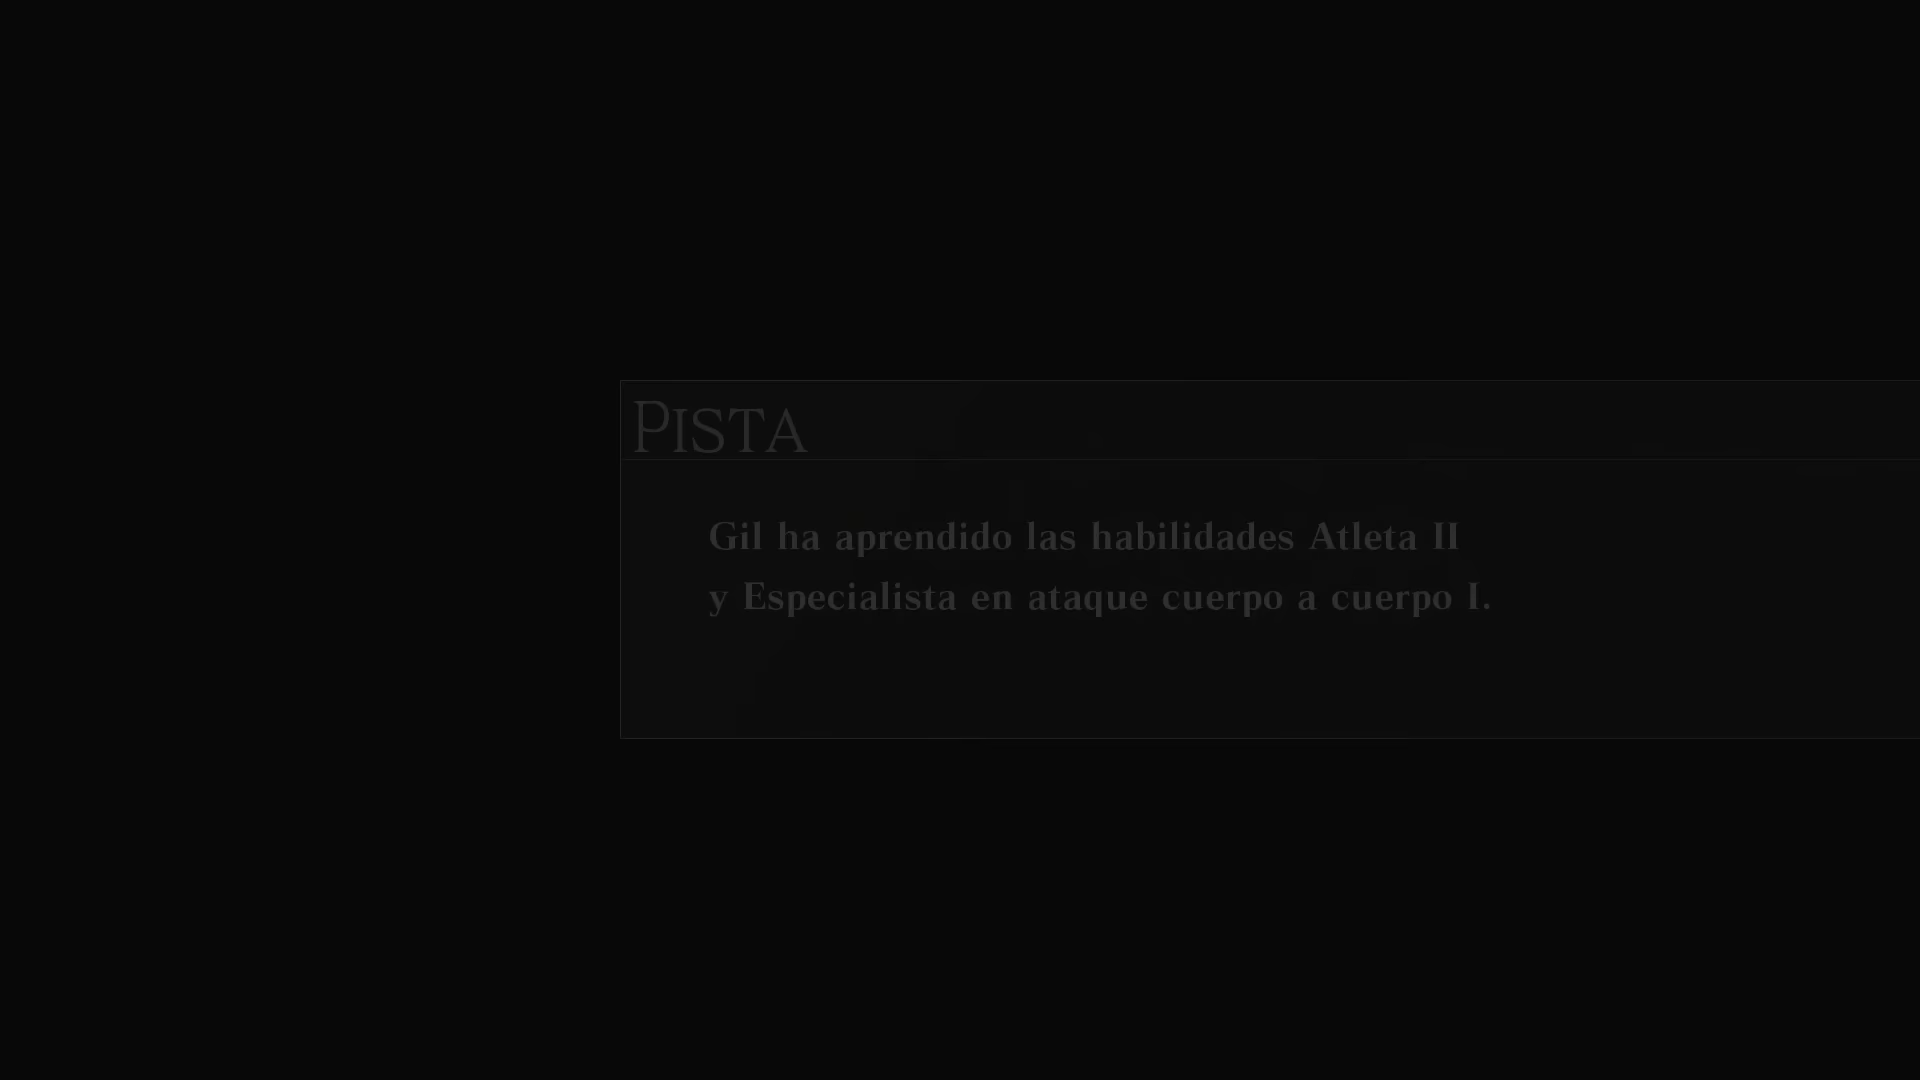 PISTA
Gil ha aprendido las habilidades Atleta II
y Especialista en ataque cuerpo a cuerpo I.